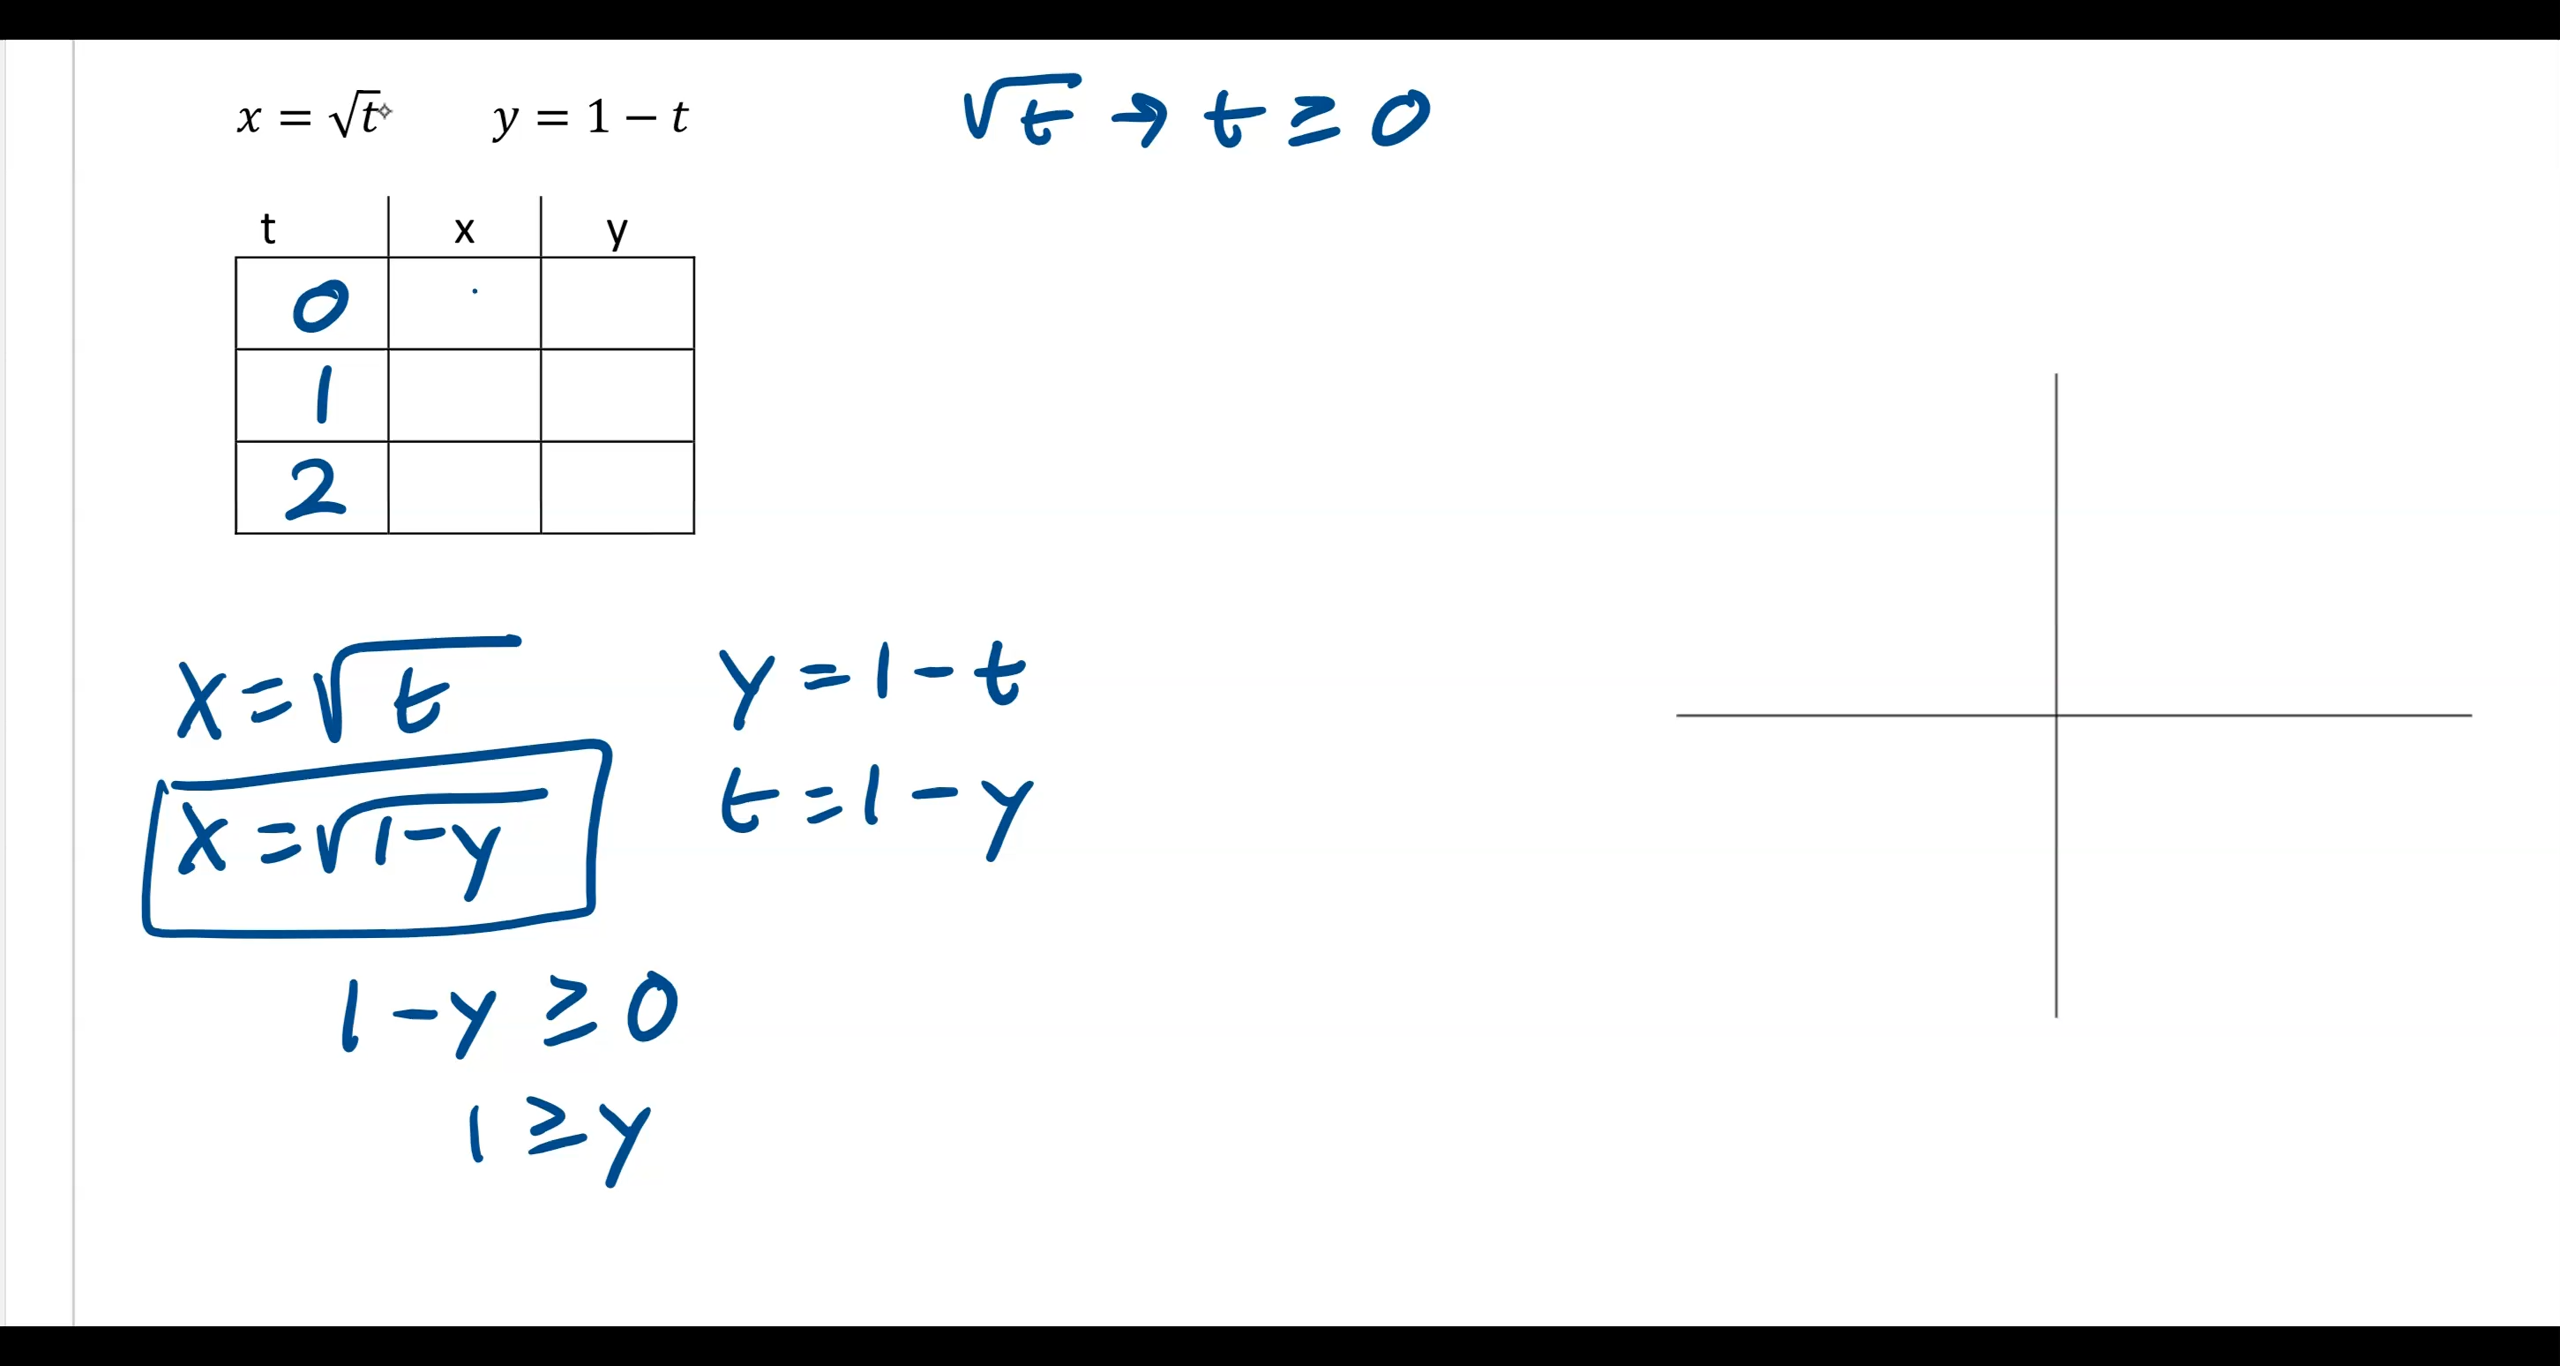 x = √t y = 1 − t
√t → t ≥ 0
t x y
0
1
2
x = √t y = 1 - t
x = √1-y t = 1 - y
1 - y ≥ 0
1 ≥ y